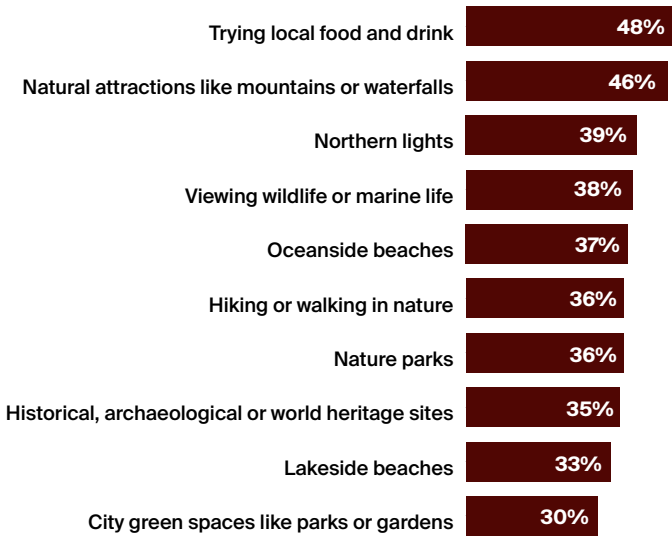 Trying local food and drink 48%
Natural attractions like mountains or waterfalls 46%
Northern lights 39%
Viewing wildlife or marine life 38%
Oceanside beaches 37%
Hiking or walking in nature 36%
Nature parks 36%
Historical, archaeological or world heritage sites 35%
Lakeside beaches 33%
City green spaces like parks or gardens 30%